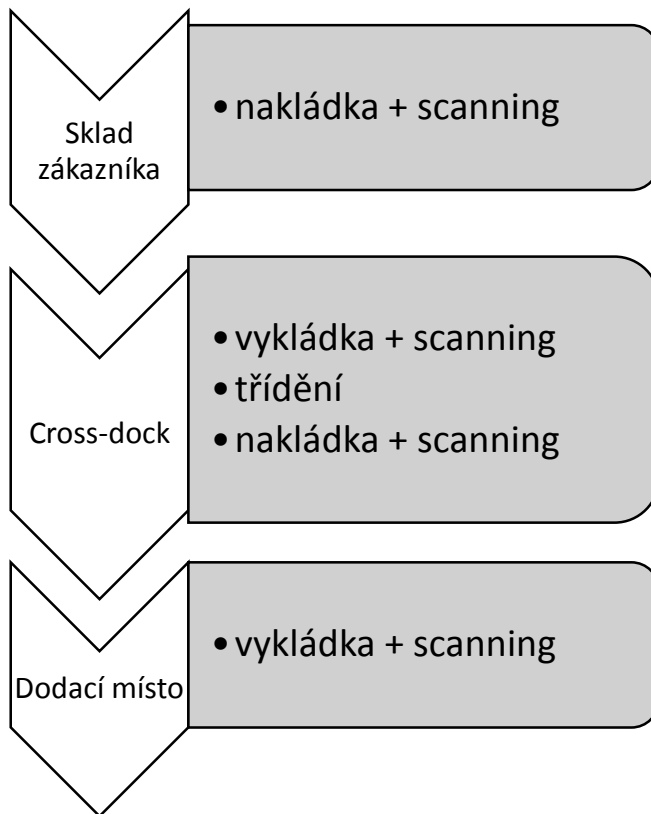 Sklad
zákazníka
• nakládka + scanning
Cross-dock
• vykládka + scanning
• třídění
• nakládka + scanning
Dodací místo
• vykládka + scanning